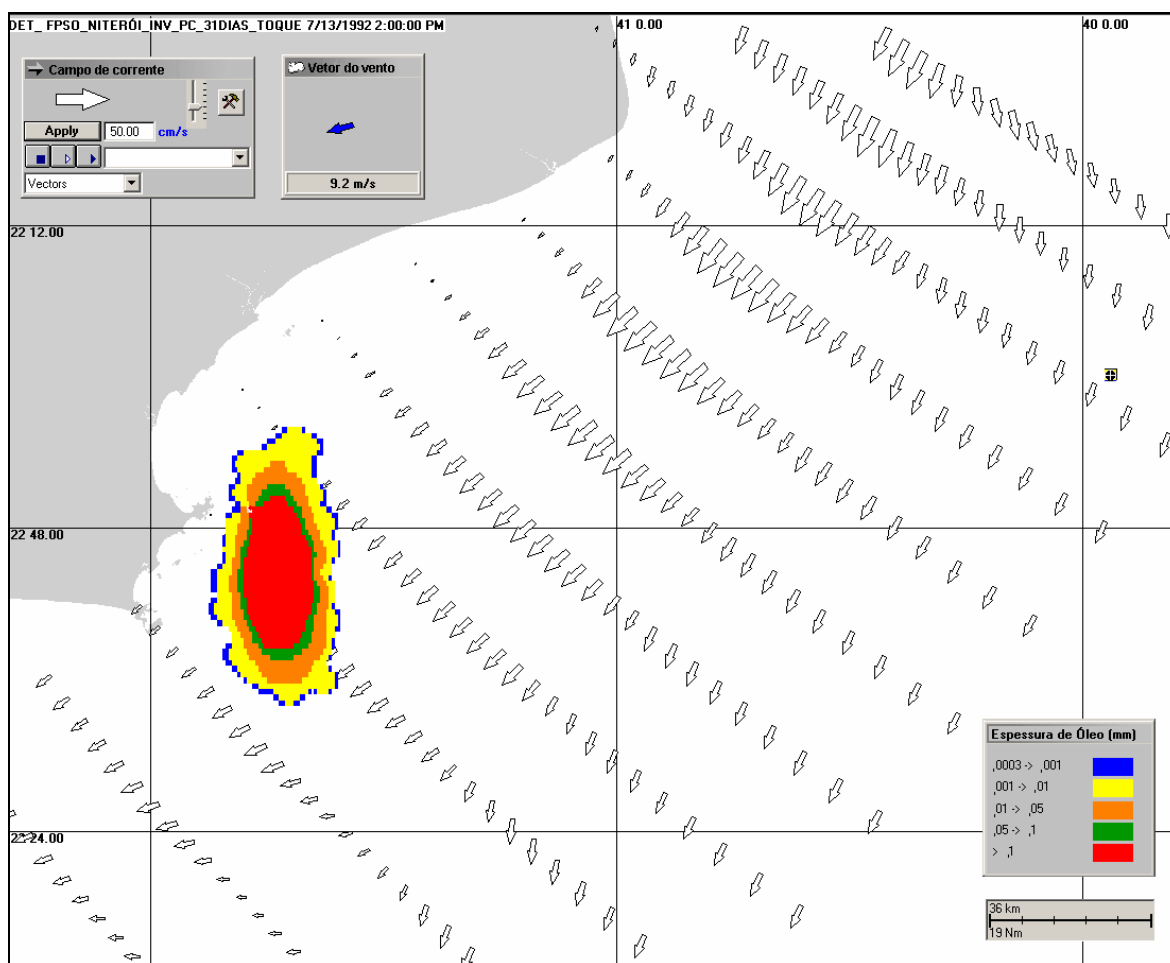 DET_ FPSO_NITERÓI_INV_PC_31DIAS_TOQUE 7/13/1992 2:00:00 PM
41 0.00
40 0.00
Campo de corrente
Apply
50.00
cm/s
Vectors
Vetor do vento
9.2 m/s
22 12.00
22 48.00
23 24.00
Espessura de Óleo (mm)
,0003 -> ,001
,001 -> ,01
,01 -> ,05
,05 -> ,1
> ,1
36 km
19 Nm